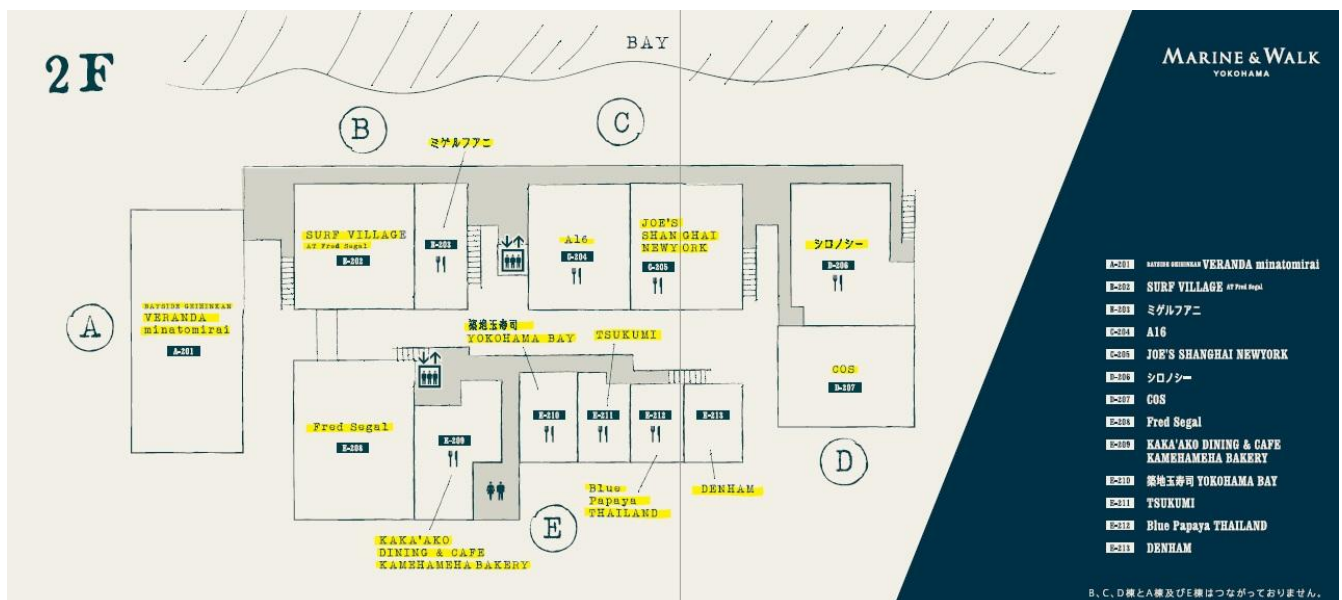 2F
BAY
MARINE & WALK
YOKOHAMA
B
C
ミゲルフアニ
SURF VILLAGE
AT Fred Segal
B-202
B-203
A16
C-204
JOE'S
SHANGHAI
NEWYORK
C-205
シロノシー
D-206
A
BAYSIDE GEIHINKAN
VERANDA
minatomirai
A-201
築地玉寿司
YOKOHAMA BAY
TSUKUMI
COS
D-207
Fred Segal
E-208
E-209
E-210
E-211
E-212
E-213
D
Blue
Papaya
THAILAND
DENHAM
E
KAKA'AKO
DINING & CAFE
KAMEHAMEHA BAKERY
A-201 BAYSIDE GEIHINKAN VERANDA minatomirai
B-202 SURF VILLAGE AT Fred Segal
B-203 ミゲルフアニ
C-204 A16
C-205 JOE'S SHANGHAI NEWYORK
D-206 シロノシー
D-207 COS
E-208 Fred Segal
E-209 KAKA'AKO DINING & CAFE
KAMEHAMEHA BAKERY
E-210 築地玉寿司 YOKOHAMA BAY
E-211 TSUKUMI
E-212 Blue Papaya THAILAND
E-213 DENHAM
B、C、D棟とA棟及びE棟はつながっておりません。